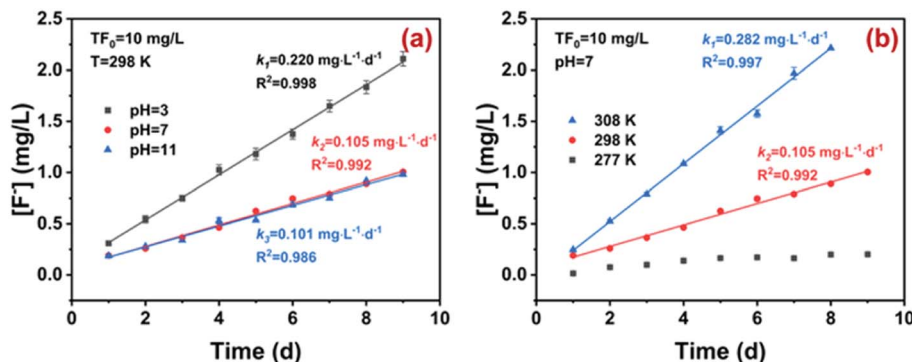 TF₀=10 mg/L
T=298 K
(a)
k₁=0.220 mg·L⁻¹·d⁻¹
R²=0.998
pH=3
pH=7
pH=11
k₂=0.105 mg·L⁻¹·d⁻¹
R²=0.992
k₃=0.101 mg·L⁻¹·d⁻¹
R²=0.986
[F⁻] (mg/L)
2.5
2.0
1.5
1.0
0.5
0.0
0 2 4 6 8 10
Time (d)
TF₀=10 mg/L
pH=7
(b)
k₁=0.282 mg·L⁻¹·d⁻¹
R²=0.997
308 K
298 K
277 K
k₂=0.105 mg·L⁻¹·d⁻¹
R²=0.992
[F⁻] (mg/L)
2.5
2.0
1.5
1.0
0.5
0.0
0 2 4 6 8 10
Time (d)